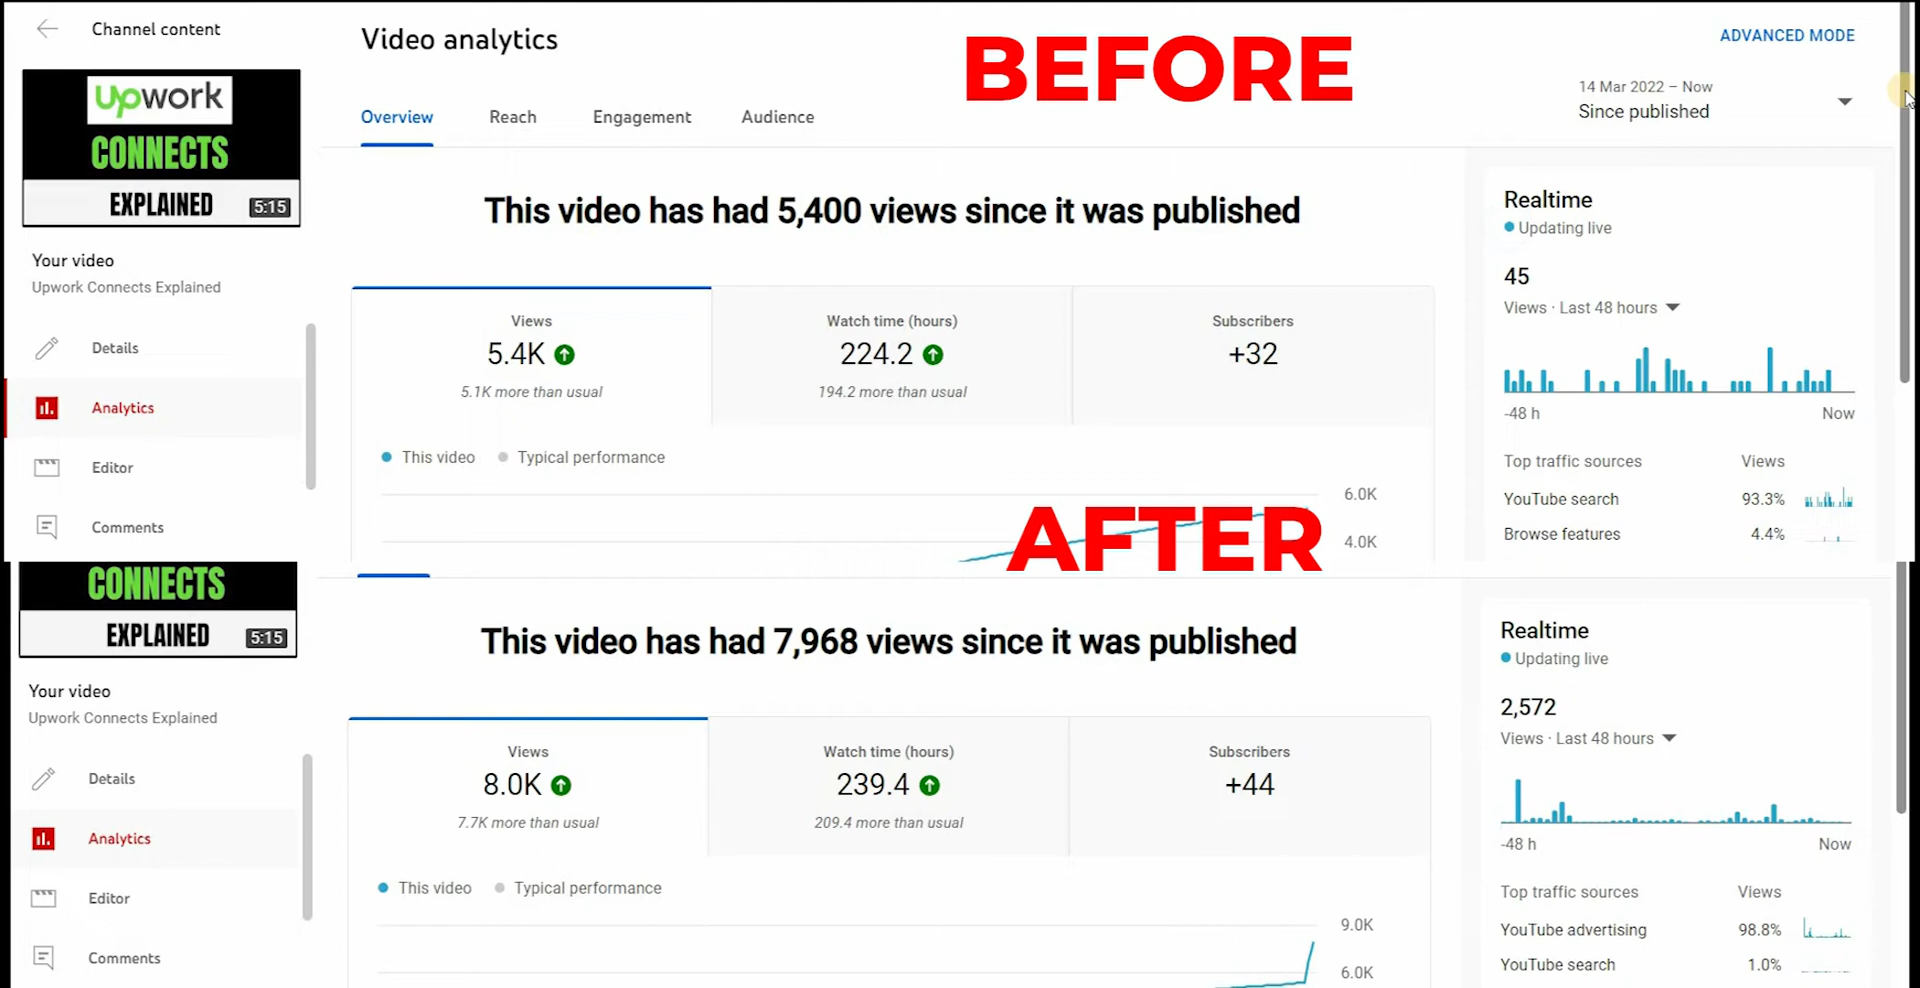 Channel content
Video analytics
BEFORE
ADVANCED MODE
Upwork
CONNECTS
EXPLAINED
5:15
Overview
Reach
Engagement
Audience
14 Mar 2022 – Now
Since published
This video has had 5,400 views since it was published
Your video
Upwork Connects Explained
Details
Analytics
Editor
Comments
Views
5.4K
5.1K more than usual
Watch time (hours)
224.2
194.2 more than usual
Subscribers
+32
This video
Typical performance
6.0K
4.0K
Realtime
Updating live
45
Views · Last 48 hours
-48 h
Now
Top traffic sources
Views
YouTube search
93.3%
Browse features
4.4%
AFTER
CONNECTS
EXPLAINED
5:15
This video has had 7,968 views since it was published
Your video
Upwork Connects Explained
Details
Analytics
Editor
Comments
Views
8.0K
7.7K more than usual
Watch time (hours)
239.4
209.4 more than usual
Subscribers
+44
This video
Typical performance
9.0K
6.0K
Realtime
Updating live
2,572
Views · Last 48 hours
-48 h
Now
Top traffic sources
Views
YouTube advertising
98.8%
YouTube search
1.0%